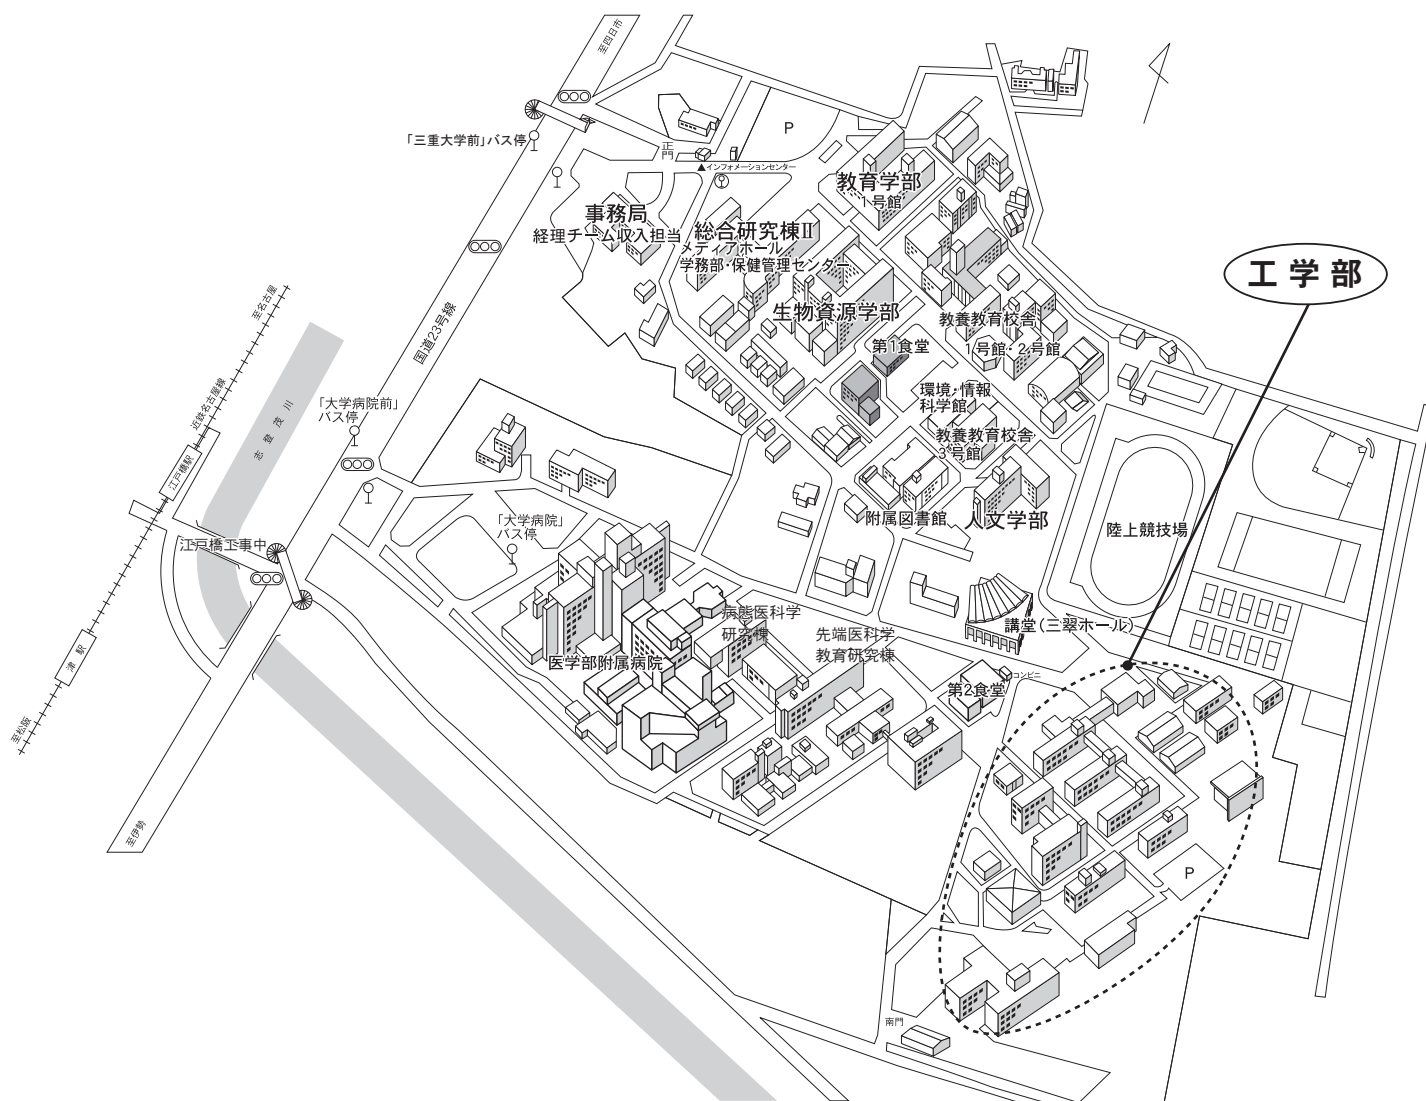 至四日市
「三重大学前」バス停
正門
▲インフォメーションセンター
P
教育学部
1号館
事務局
経理チーム収入担当
総合研究棟Ⅱ
メディアホール
学務部・保健管理センター
工学部
至名古屋
国道23号線
生物資源学部
教養教育校舎
1号館・2号館
第1食堂
近鉄名古屋線
志登茂川
「大学病院前」
バス停
環境・情報
科学館
教養教育校舎
3号館
江戸橋駅
附属図書館
人文学部
陸上競技場
「大学病院」
バス停
江戸橋工事中
病態医科学
研究棟
先端医科学
教育研究棟
講堂(三翠ホール)
医学部附属病院
第2食堂
コンビニ
津駅
至松阪
至伊勢
P
南門